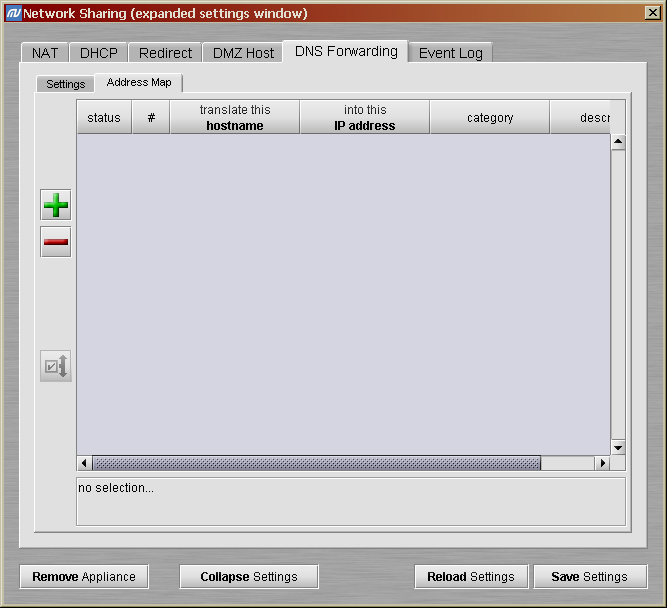 Network Sharing (expanded settings window)
NAT DHCP Redirect DMZ Host DNS Forwarding Event Log
Settings Address Map
status # translate this hostname into this IP address category descr
no selection...
Remove Appliance Collapse Settings Reload Settings Save Settings